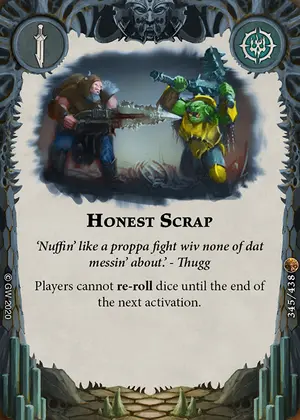 HONEST SCRAP
‘Nuffin’ like a proppa fight wiv none of dat
messin’ about.’ - Thugg
Players cannot re-roll dice until the end of
the next activation.
© GW 2020
345/438